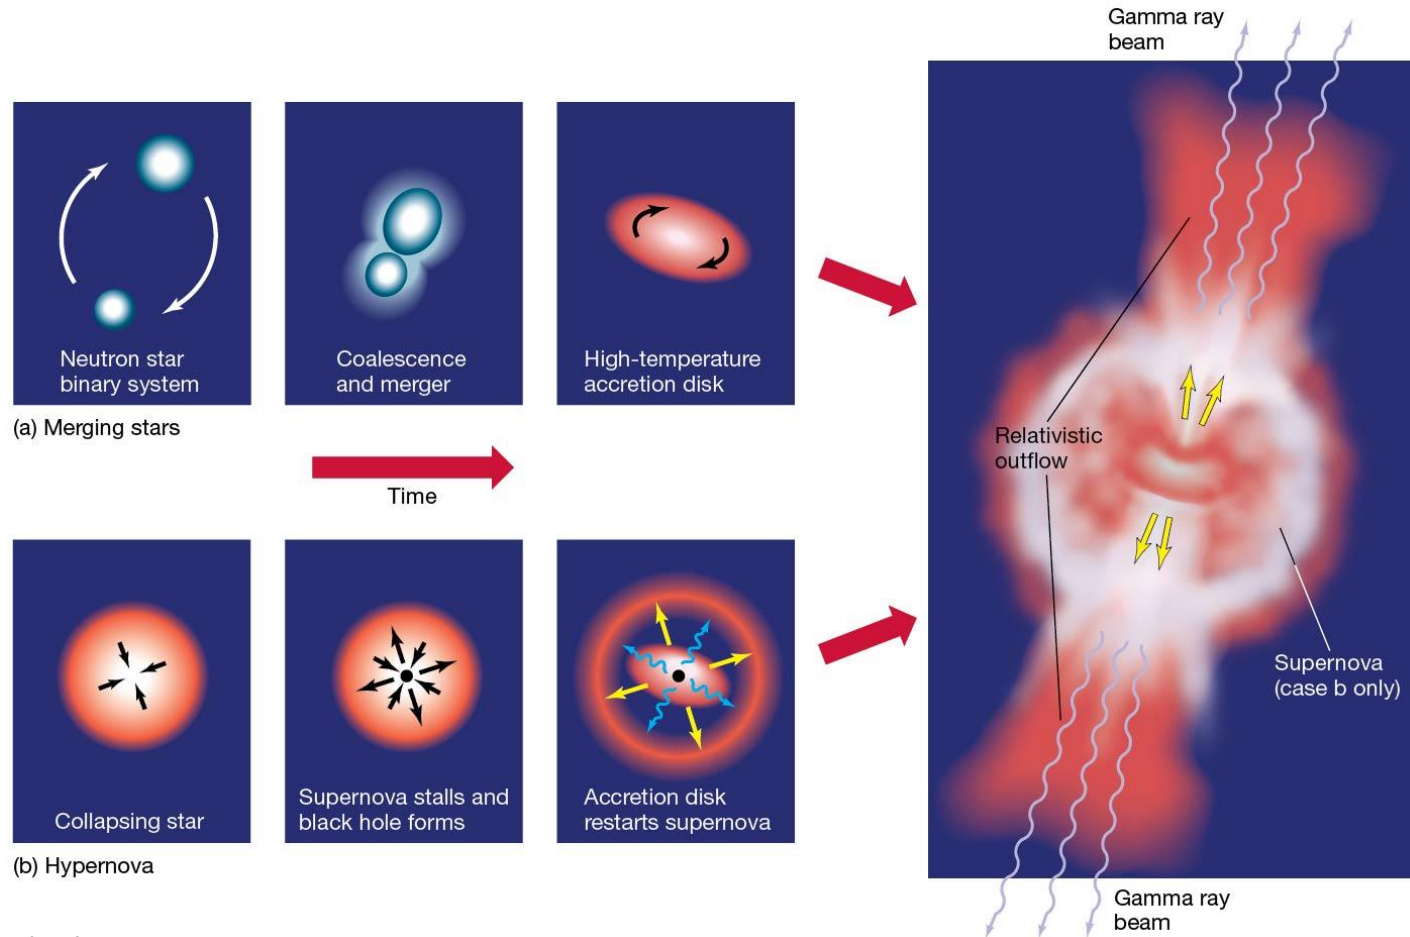 Gamma ray
beam
Neutron star
binary system
Coalescence
and merger
High-temperature
accretion disk
(a) Merging stars
Relativistic
outflow
Time
Supernova
(case b only)
Collapsing star
Supernova stalls and
black hole forms
Accretion disk
restarts supernova
(b) Hypernova
Gamma ray
beam